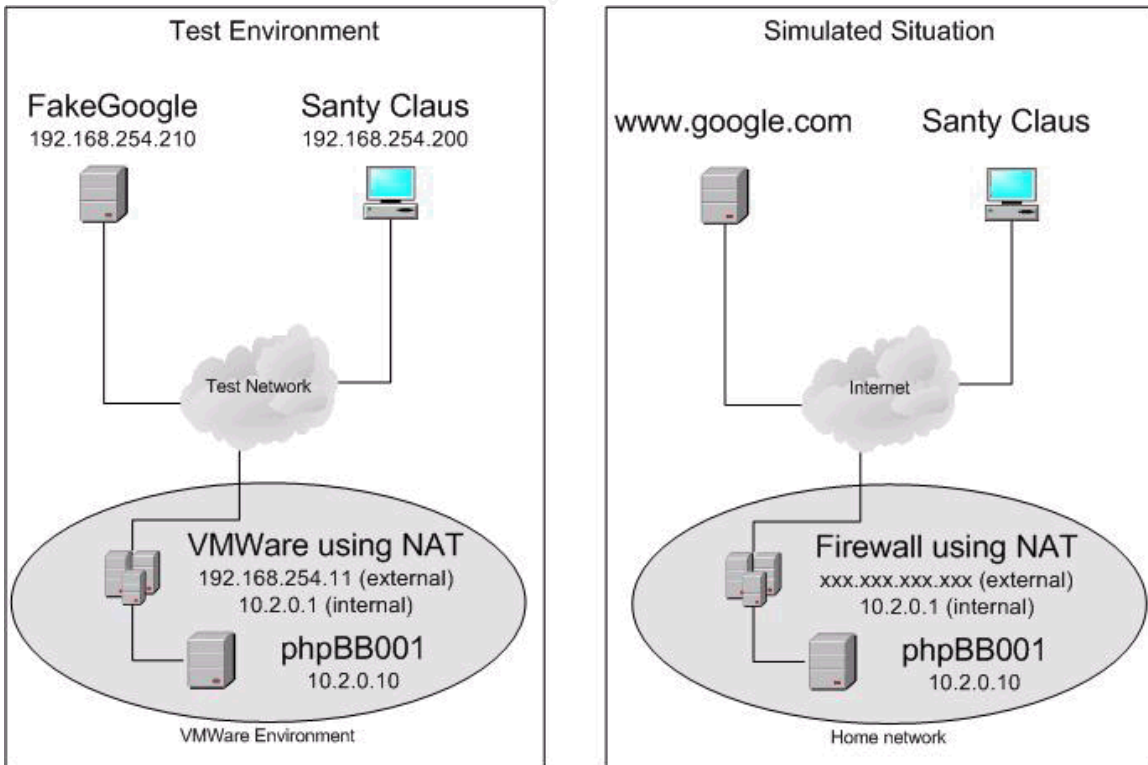 Test Environment
FakeGoogle
192.168.254.210
Santy Claus
192.168.254.200
Test Network
VMWare using NAT
192.168.254.11 (external)
10.2.0.1 (internal)
phpBB001
10.2.0.10
VMWare Environment
Simulated Situation
www.google.com
Santy Claus
Internet
Firewall using NAT
xxx.xxx.xxx.xxx (external)
10.2.0.1 (internal)
phpBB001
10.2.0.10
Home network